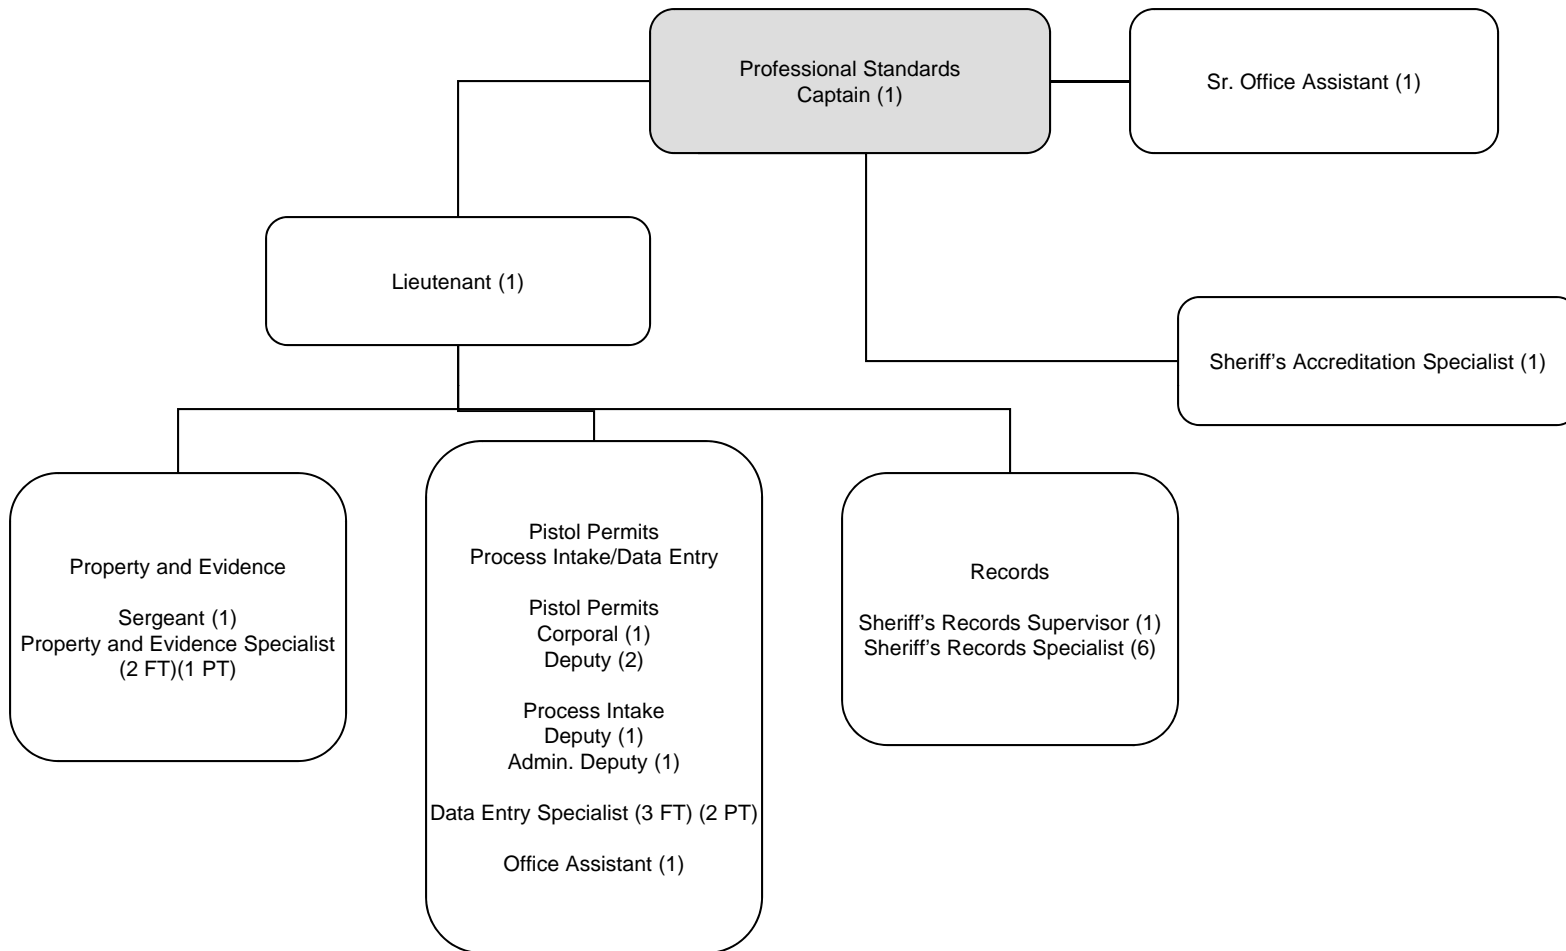 Professional Standards
Captain (1)
Sr. Office Assistant (1)
Lieutenant (1)
Sheriff’s Accreditation Specialist (1)
Property and Evidence
Sergeant (1)
Property and Evidence Specialist
(2 FT)(1 PT)
Pistol Permits
Process Intake/Data Entry
Pistol Permits
Corporal (1)
Deputy (2)
Process Intake
Deputy (1)
Admin. Deputy (1)
Data Entry Specialist (3 FT) (2 PT)
Office Assistant (1)
Records
Sheriff’s Records Supervisor (1)
Sheriff’s Records Specialist (6)